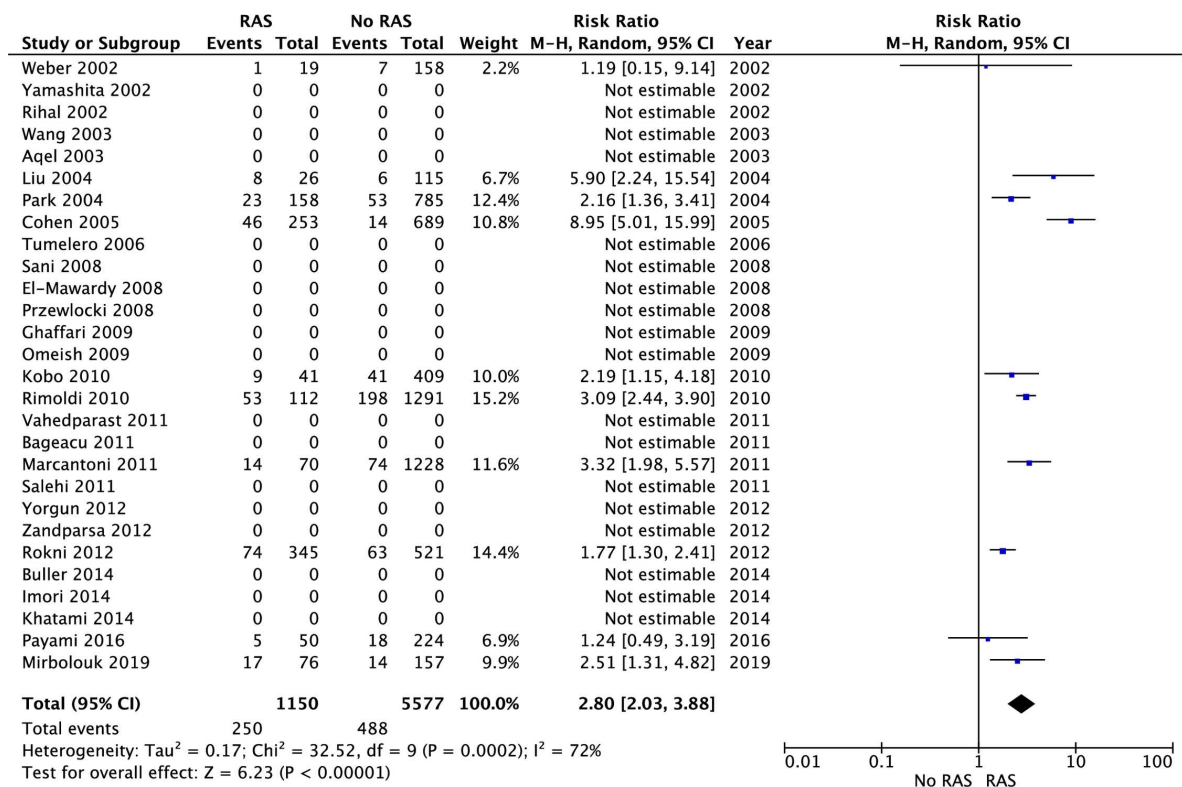 RAS No RAS Risk Ratio Risk Ratio
Study or Subgroup Events Total Events Total Weight M-H, Random, 95% CI Year M-H, Random, 95% CI
Weber 2002 1 19 7 158 2.2% 1.19 [0.15, 9.14] 2002
Yamashita 2002 0 0 0 0 Not estimable 2002
Rihal 2002 0 0 0 0 Not estimable 2002
Wang 2003 0 0 0 0 Not estimable 2003
Aqel 2003 0 0 0 0 Not estimable 2003
Liu 2004 8 26 6 115 6.7% 5.90 [2.24, 15.54] 2004
Park 2004 23 158 53 785 12.4% 2.16 [1.36, 3.41] 2004
Cohen 2005 46 253 14 689 10.8% 8.95 [5.01, 15.99] 2005
Tumelero 2006 0 0 0 0 Not estimable 2006
Sani 2008 0 0 0 0 Not estimable 2008
El-Mawardy 2008 0 0 0 0 Not estimable 2008
Przewlocki 2008 0 0 0 0 Not estimable 2008
Ghaffari 2009 0 0 0 0 Not estimable 2009
Omeish 2009 0 0 0 0 Not estimable 2009
Kobo 2010 9 41 41 409 10.0% 2.19 [1.15, 4.18] 2010
Rimoldi 2010 53 112 198 1291 15.2% 3.09 [2.44, 3.90] 2010
Vahedparast 2011 0 0 0 0 Not estimable 2011
Bageacu 2011 0 0 0 0 Not estimable 2011
Marcantoni 2011 14 70 74 1228 11.6% 3.32 [1.98, 5.57] 2011
Salehi 2011 0 0 0 0 Not estimable 2011
Yorgun 2012 0 0 0 0 Not estimable 2012
Zandparsa 2012 0 0 0 0 Not estimable 2012
Rokni 2012 74 345 63 521 14.4% 1.77 [1.30, 2.41] 2012
Buller 2014 0 0 0 0 Not estimable 2014
Imori 2014 0 0 0 0 Not estimable 2014
Khatami 2014 0 0 0 0 Not estimable 2014
Payami 2016 5 50 18 224 6.9% 1.24 [0.49, 3.19] 2016
Mirbolouk 2019 17 76 14 157 9.9% 2.51 [1.31, 4.82] 2019
Total (95% CI) 1150 5577 100.0% 2.80 [2.03, 3.88]
Total events 250 488
Heterogeneity: Tau² = 0.17; Chi² = 32.52, df = 9 (P = 0.0002); I² = 72%
Test for overall effect: Z = 6.23 (P < 0.00001)
0.01 0.1 1 10 100
No RAS RAS